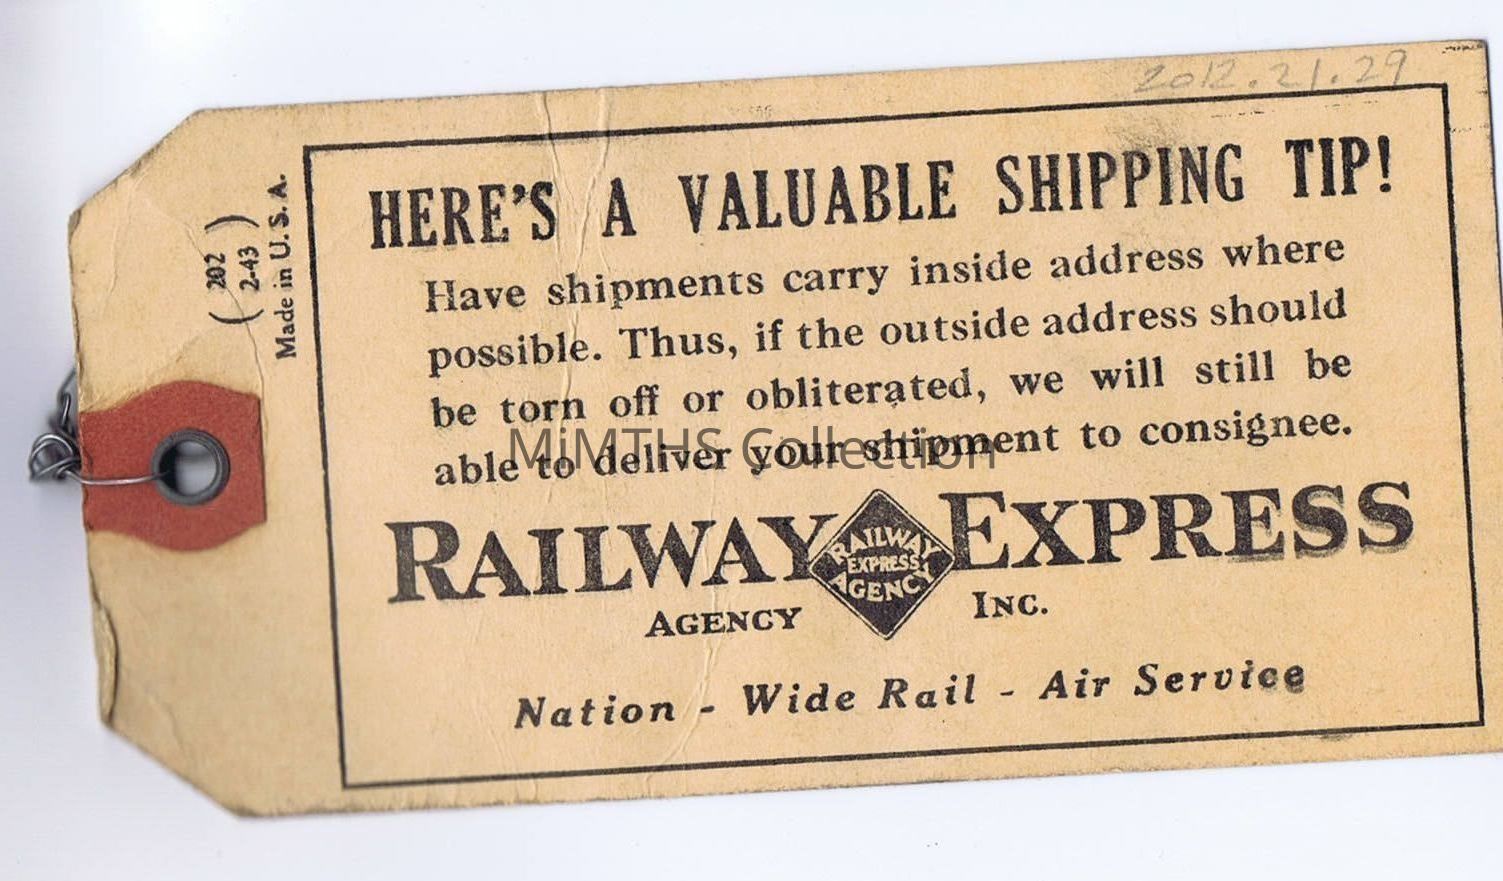 2012.21.29
( 202 )
( 2-43 )
Made in U. S. A.
HERE'S A VALUABLE SHIPPING TIP!
Have shipments carry inside address where
possible. Thus, if the outside address should
be torn off or obliterated, we will still be
able to deliver your shipment to consignee.
MiMTHS Collection
RAILWAY EXPRESS
RAILWAY
EXPRESS
AGENCY
AGENCY INC.
Nation - Wide Rail - Air Service